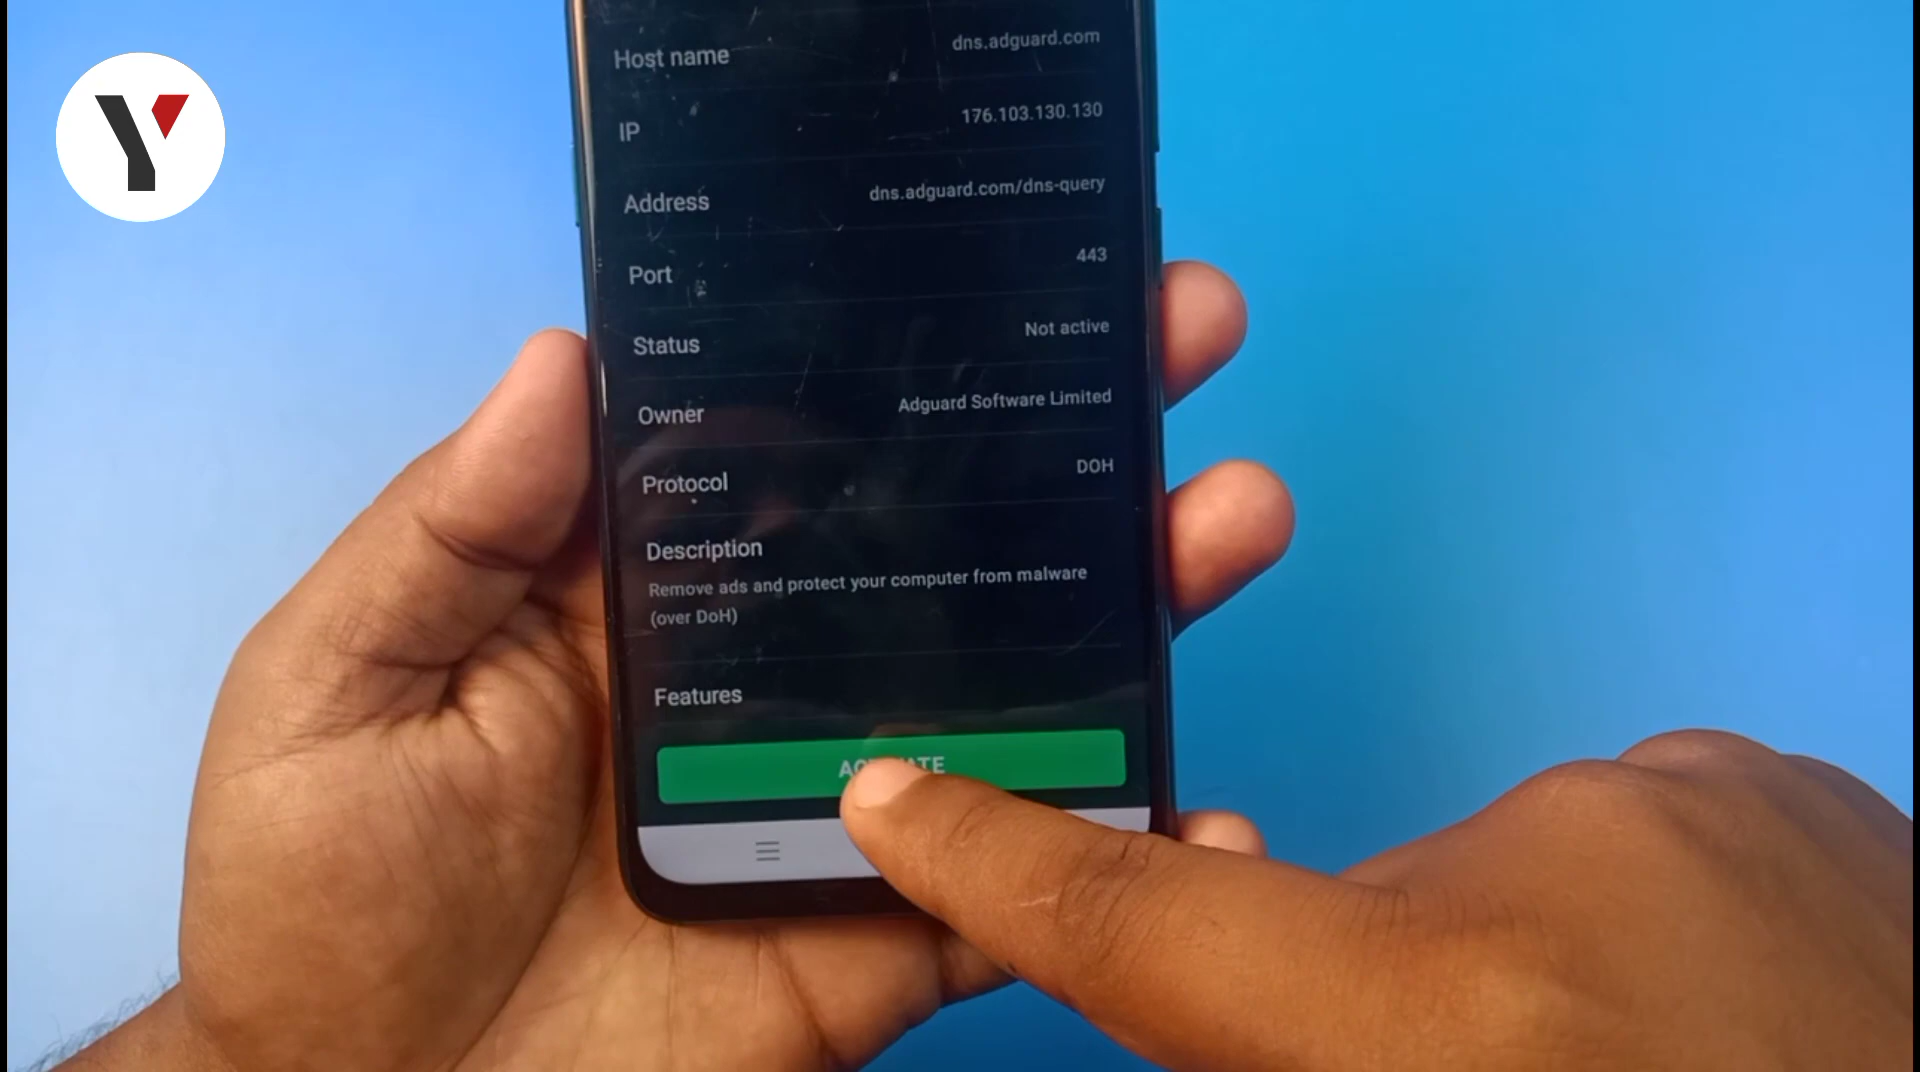 Host name dns.adguard.com
IP 176.103.130.130
Address dns.adguard.com/dns-query
Port 443
Status Not active
Owner Adguard Software Limited
Protocol DOH
Description
Remove ads and protect your computer from malware
(over DoH)
Features